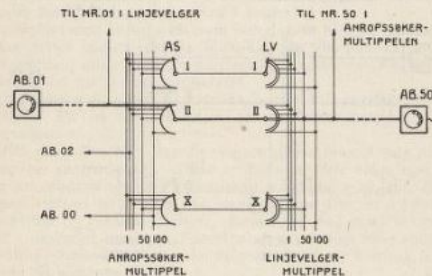 TIL NR.01 I LINJEVELGER
TIL NR.50 I
ANROPSSØKER-
MULTIPPELEN
AS
LV
AB.01
I
I
AB.50
II
II
AB.02
X
X
AB.00
1 50 100
1 50 100
ANROPSSØKER-
MULTIPPEL
LINJEVELGER-
MULTIPPEL